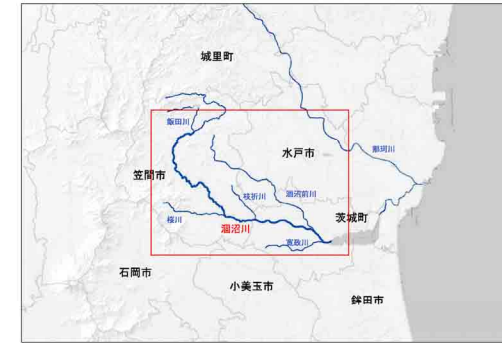 城里町
飯田川
水戸市
那珂川
笠間市
枝折川
涸沼前川
桜川
茨城町
涸沼川
寛政川
石岡市
小美玉市
鉾田市